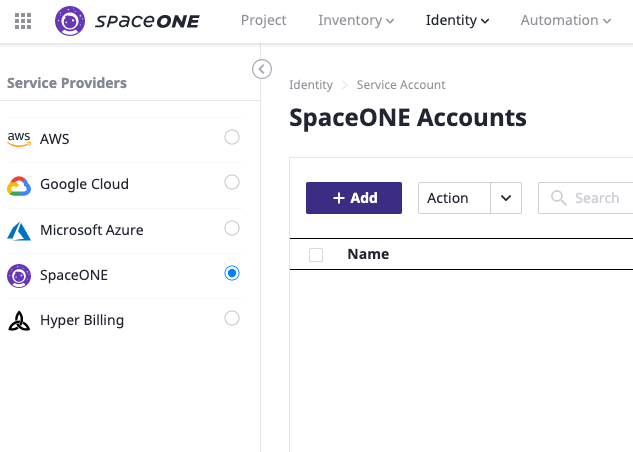 spaceONE Project Inventory Identity Automation
Service Providers
aws AWS
Google Cloud
Microsoft Azure
SpaceONE
Hyper Billing
Identity Service Account
SpaceONE Accounts
+ Add Action Search
Name